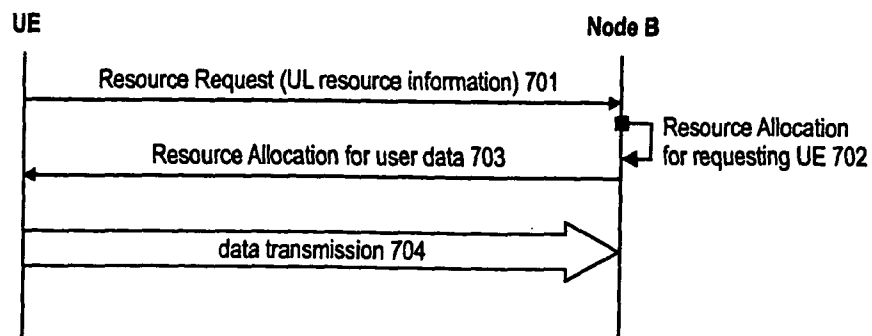 UE
Node B
Resource Request (UL resource information) 701
Resource Allocation
for requesting UE 702
Resource Allocation for user data 703
data transmission 704